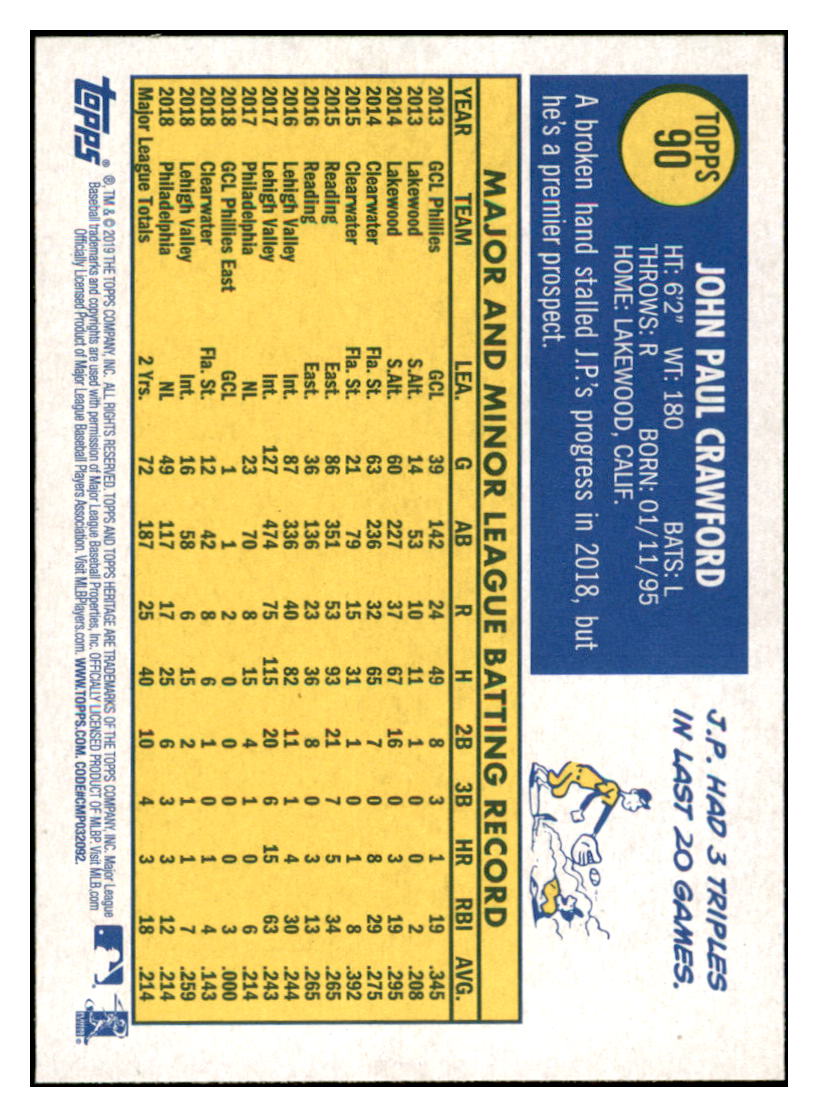 TOPPS
90
JOHN PAUL CRAWFORD
HT: 6'2" WT: 180 BATS: L
THROWS: R BORN: 01/11/95
HOME: LAKEWOOD, CALIF.
A broken hand stalled J.P.'s progress in 2018, but
he's a premier prospect.
J.P. HAD 3 TRIPLES
IN LAST 20 GAMES.
MAJOR AND MINOR LEAGUE BATTING RECORD
YEAR TEAM LEA. G AB R H 2B 3B HR RBI AVG.
2013 GCL Phillies GCL 39 142 24 49 8 3 1 19 .345
2013 Lakewood S.Alt. 14 53 10 11 1 0 0 2 .208
2014 Lakewood S.Alt. 60 227 37 67 16 0 3 19 .295
2014 Clearwater Fla. St. 63 236 32 65 7 0 8 29 .275
2015 Clearwater Fla. St. 21 79 15 31 1 0 1 8 .392
2015 Reading East. 86 351 53 93 21 7 5 34 .265
2016 Reading East. 36 136 23 36 8 0 3 13 .265
2016 Lehigh Valley Int. 87 336 40 82 11 1 4 30 .244
2017 Lehigh Valley Int. 127 474 75 115 20 6 15 63 .243
2017 Philadelphia NL 23 70 8 15 4 1 0 6 .214
2018 GCL Phillies East GCL 1 1 2 0 0 0 0 3 .000
2018 Clearwater Fla. St. 12 42 8 6 1 0 1 4 .143
2018 Lehigh Valley Int. 16 58 6 15 2 1 1 7 .259
2018 Philadelphia NL 49 117 17 25 6 3 3 12 .214
Major League Totals 2 Yrs. 72 187 25 40 10 4 3 18 .214
topps®
®, TM & © 2019 THE TOPPS COMPANY, INC. ALL RIGHTS RESERVED. TOPPS AND TOPPS HERITAGE ARE TRADEMARKS OF THE TOPPS COMPANY, INC. Major League
Baseball trademarks and copyrights are used with permission of Major League Baseball Properties, Inc. OFFICIALLY LICENSED PRODUCT OF MLBP. Visit MLB.com
Officially Licensed Product of Major League Baseball Players Association. Visit MLBPlayers.com. WWW.TOPPS.COM. CODE#CMP032092.